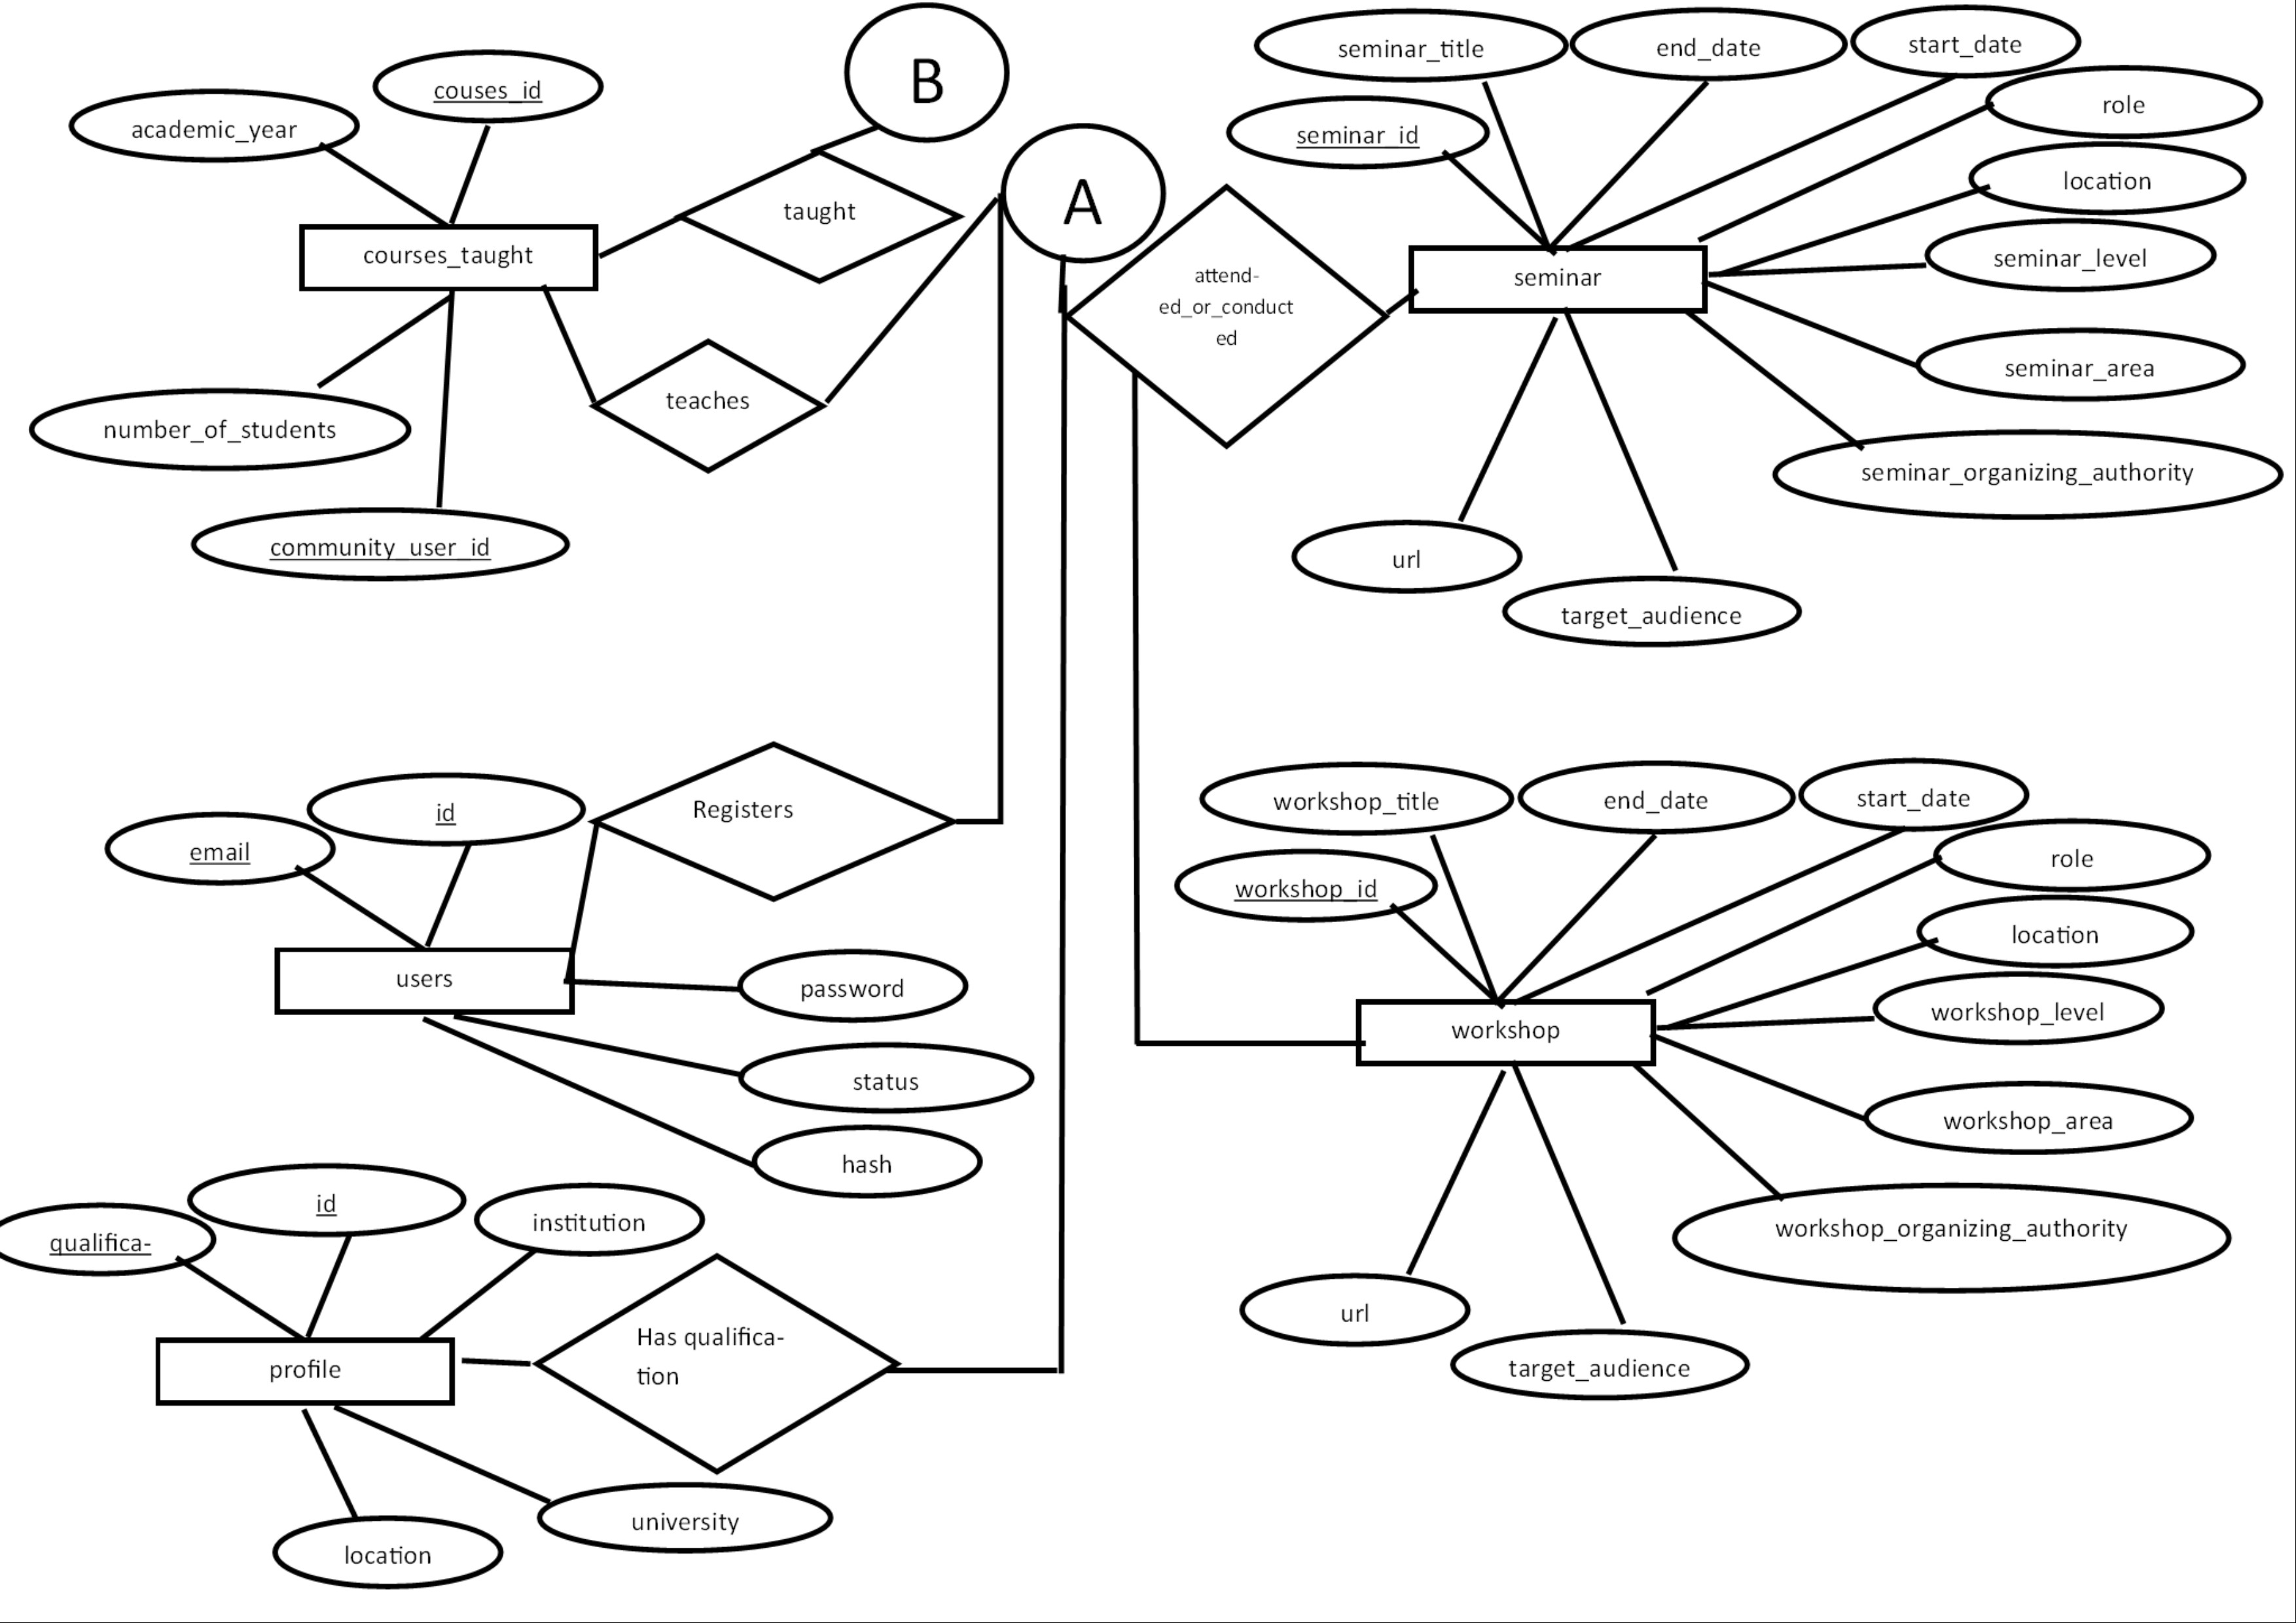 B
seminar_title
end_date
start_date
couses_id
academic_year
role
seminar_id
location
A
taught
courses_taught
seminar_level
attend-
ed_or_conduct
ed
seminar
seminar_area
teaches
number_of_students
seminar_organizing_authority
community_user_id
url
target_audience
workshop_title
end_date
start_date
Registers
id
email
role
workshop_id
location
users
password
workshop_level
workshop
status
workshop_area
hash
id
institution
qualifica-
workshop_organizing_authority
url
Has qualifica-
tion
profile
target_audience
university
location